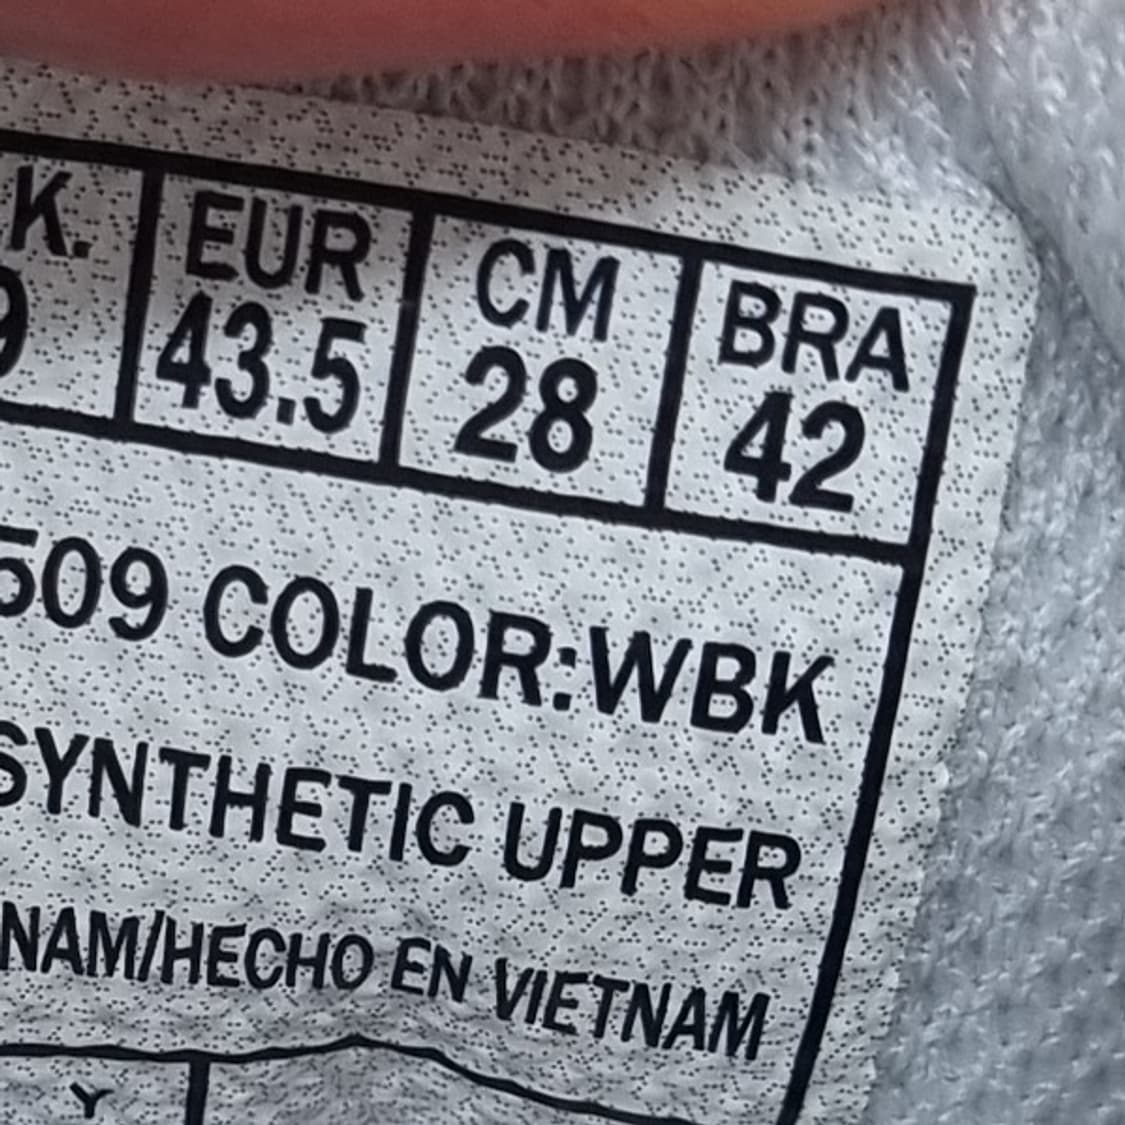 K. EUR CM BRA
9 43.5 28 42
509 COLOR:WBK
SYNTHETIC UPPER
NAM/HECHO EN VIETNAM
Y